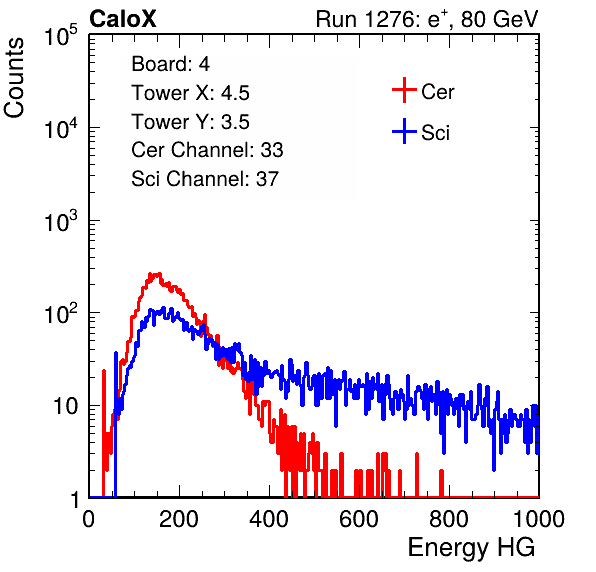 CaloX Run 1276: e⁺, 80 GeV
Counts
10⁵
10⁴
10³
10²
10
1
Board: 4
Tower X: 4.5
Tower Y: 3.5
Cer Channel: 33
Sci Channel: 37
Cer
Sci
0 200 400 600 800 1000
Energy HG